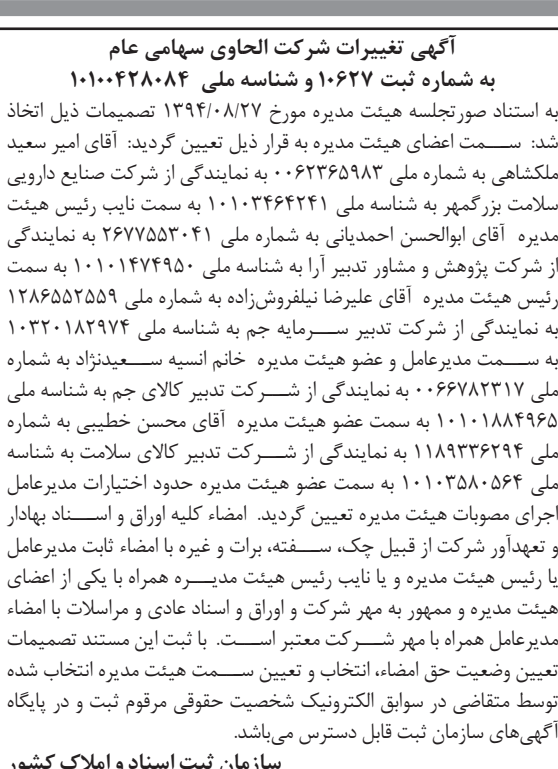 آگهی تغییرات شرکت الحاوی سهامی عام
به شماره ثبت ۱۰۶۲۷ و شناسه ملی ۱۰۱۰۰۴۲۸۰۸۴
به استناد صورتجلسه هیئت مدیره مورخ ۱۳۹۴/۰۸/۲۷ تصمیمات ذیل اتخاذ
شد: سمت اعضای هیئت مدیره به قرار ذیل تعیین گردید: آقای امیر سعید
ملکشاهی به شماره ملی ۰۰۶۲۳۶۵۹۸۳ به نمایندگی از شرکت صنایع دارویی
سلامت بزرگمهر به شناسه ملی ۱۰۱۰۳۴۶۴۲۴۱ به سمت نایب رئیس هیئت
مدیره آقای ابوالحسن احمدیانی به شماره ملی ۲۶۷۷۵۵۳۰۴۱ به نمایندگی
از شرکت پژوهش و مشاور تدبیر آرا به شناسه ملی ۱۰۱۰۱۴۷۴۹۵۰ به سمت
رئیس هیئت مدیره آقای علیرضا نیلفروش‌زاده به شماره ملی ۱۲۸۶۵۵۲۵۵۹
به نمایندگی از شرکت تدبیر سرمایه جم به شناسه ملی ۱۰۳۲۰۱۸۲۹۷۴
به سمت مدیرعامل و عضو هیئت مدیره خانم انسیه سعیدنژاد به شماره
ملی ۰۰۶۶۷۸۲۳۱۷ به نمایندگی از شرکت تدبیر کالای جم به شناسه ملی
۱۰۱۰۱۸۸۴۹۶۵ به سمت عضو هیئت مدیره آقای محسن خطیبی به شماره
ملی ۱۱۸۹۳۳۶۲۹۴ به نمایندگی از شرکت تدبیر کالای سلامت به شناسه
ملی ۱۰۱۰۳۵۸۰۵۶۴ به سمت عضو هیئت مدیره حدود اختیارات مدیرعامل
اجرای مصوبات هیئت مدیره تعیین گردید. امضاء کلیه اوراق و اسناد بهادار
و تعهدآور شرکت از قبیل چک، سفته، برات و غیره با امضاء ثابت مدیرعامل
یا رئیس هیئت مدیره و یا نایب رئیس هیئت مدیره همراه با یکی از اعضای
هیئت مدیره و ممهور به مهر شرکت و اوراق و اسناد عادی و مراسلات با امضاء
مدیرعامل همراه با مهر شرکت معتبر است. با ثبت این مستند تصمیمات
تعیین وضعیت حق امضاء، انتخاب و تعیین سمت هیئت مدیره انتخاب شده
توسط متقاضی در سوابق الکترونیک شخصیت حقوقی مرقوم ثبت و در پایگاه
آگهی‌های سازمان ثبت قابل دسترس می‌باشد.
سازمان ثبت اسناد و املاک کشور